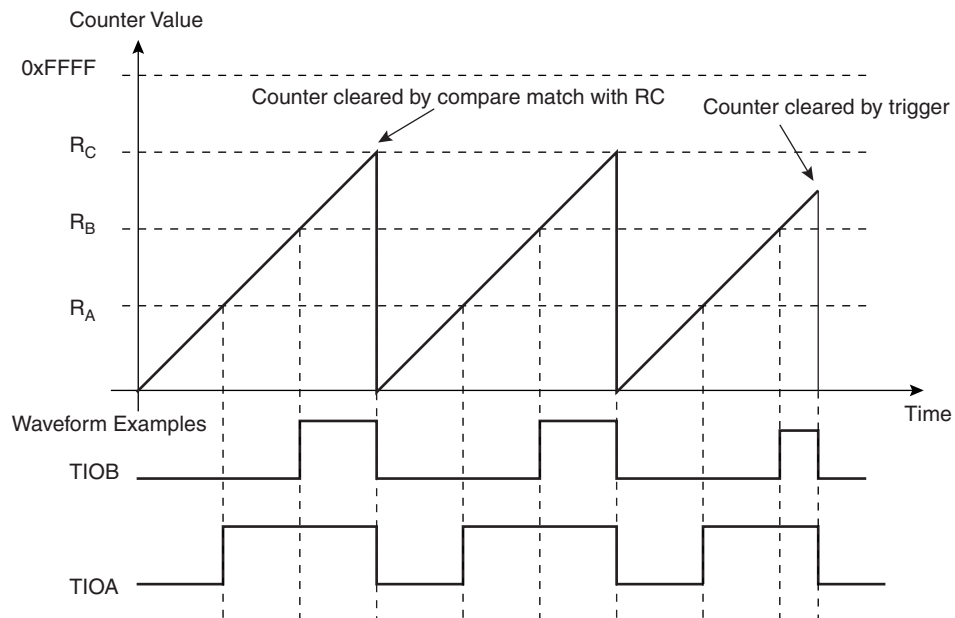 Counter Value
0xFFFF
Counter cleared by compare match with RC
Counter cleared by trigger
RC
RB
RA
Time
Waveform Examples
TIOB
TIOA